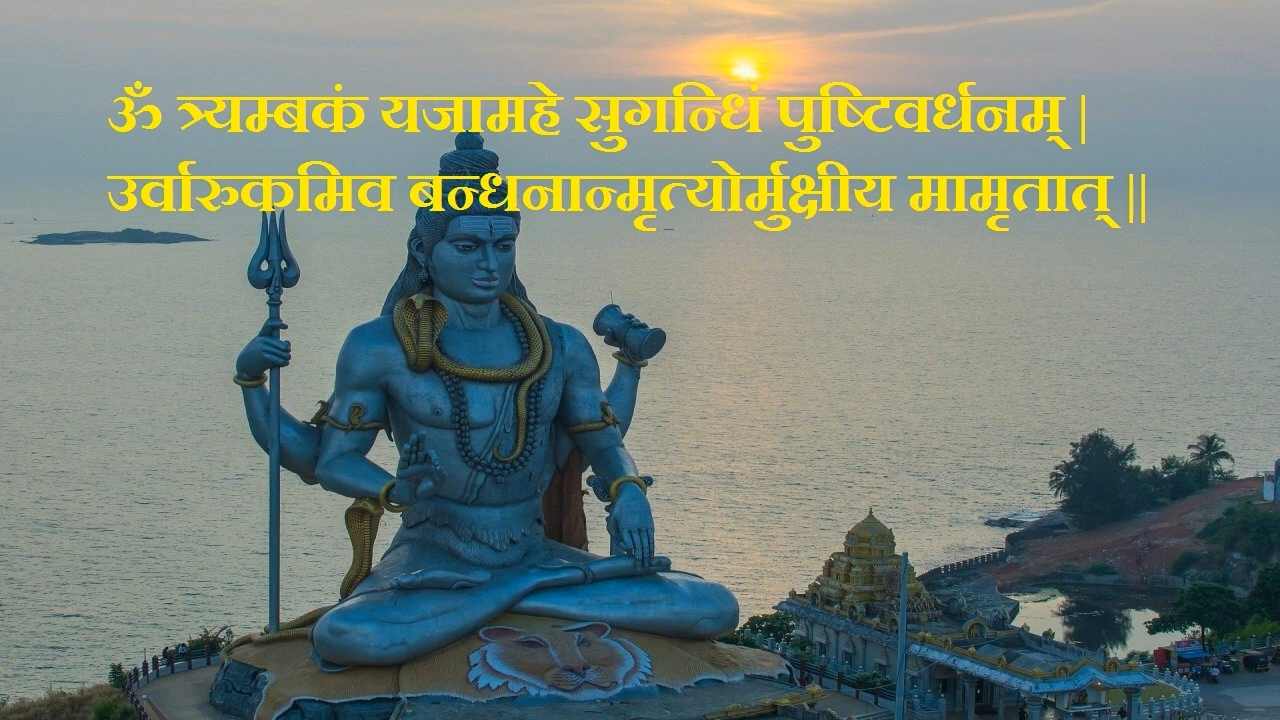 ॐ त्र्यम्बकं यजामहे सुगन्धिं पुष्टिवर्धनम् |
उर्वारुकमिव बन्धनान्मृत्योर्मुक्षीय मामृतात् ||